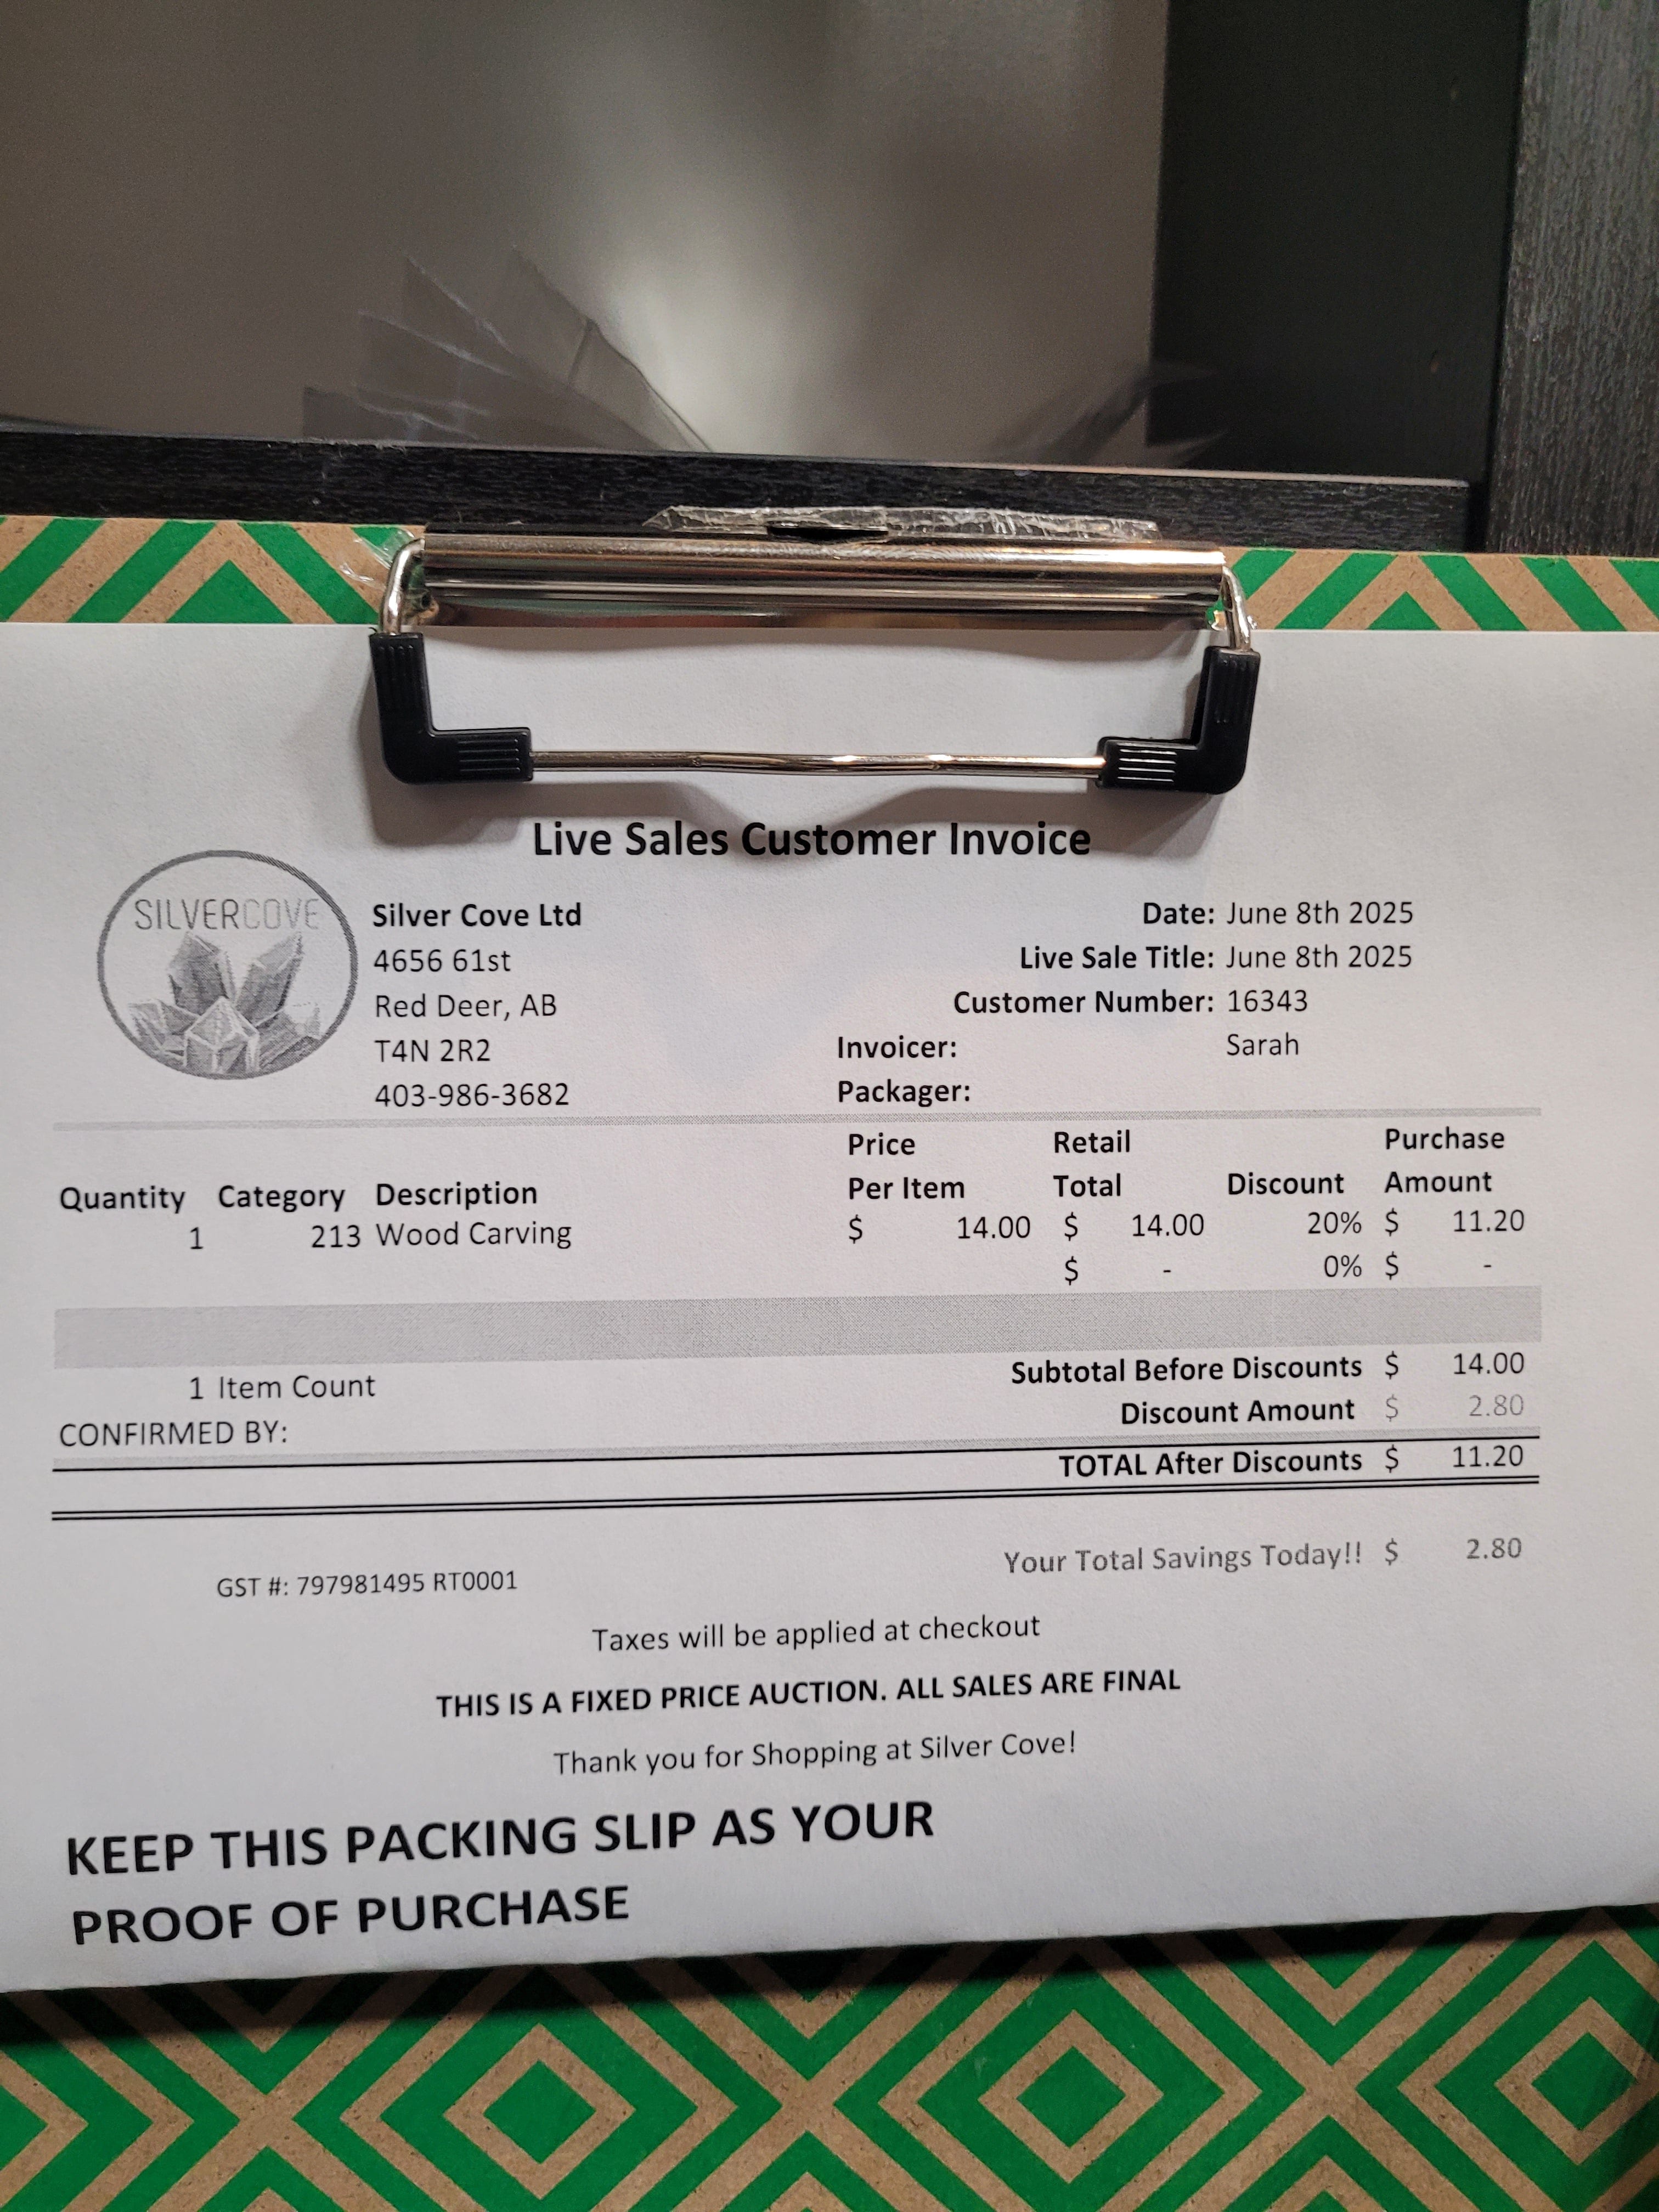 Live Sales Customer Invoice
SILVERCOVE
Silver Cove Ltd
4656 61st
Red Deer, AB
T4N 2R2
403-986-3682
Date: June 8th 2025
Live Sale Title: June 8th 2025
Customer Number: 16343
Invoicer: Sarah
Packager:
Price Retail Purchase
Quantity Category Description Per Item Total Discount Amount
1 213 Wood Carving $ 14.00 $ 14.00 20% $ 11.20
$ - 0% $ -
1 Item Count Subtotal Before Discounts $ 14.00
Discount Amount $ 2.80
CONFIRMED BY:
TOTAL After Discounts $ 11.20
Your Total Savings Today!! $ 2.80
GST #: 797981495 RT0001
Taxes will be applied at checkout
THIS IS A FIXED PRICE AUCTION. ALL SALES ARE FINAL
Thank you for Shopping at Silver Cove!
KEEP THIS PACKING SLIP AS YOUR
PROOF OF PURCHASE